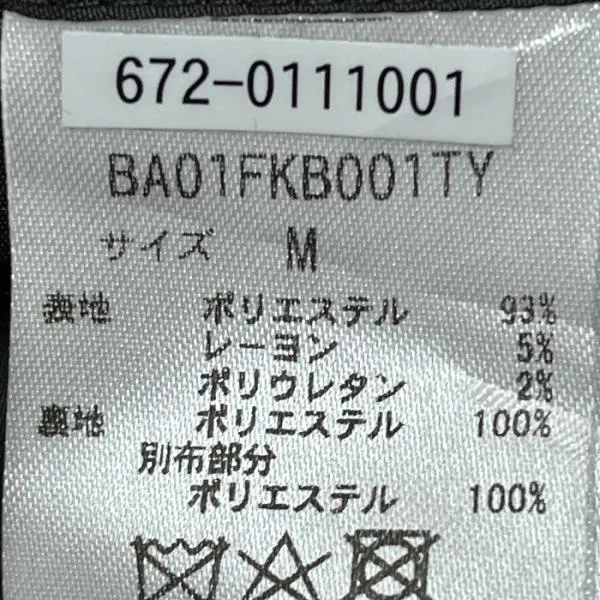 672-0111001
BA01FKB001TY
サイズ M
表地 ポリエステル 93%
レーヨン 5%
ポリウレタン 2%
裏地 ポリエステル 100%
別布部分
ポリエステル 100%